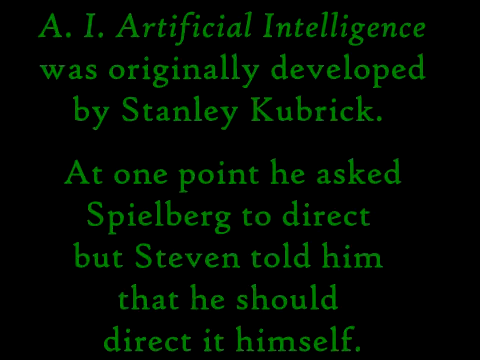 A. I. Artificial Intelligence
was originally developed
by Stanley Kubrick.
At one point he asked
Spielberg to direct
but Steven told him
that he should
direct it himself.